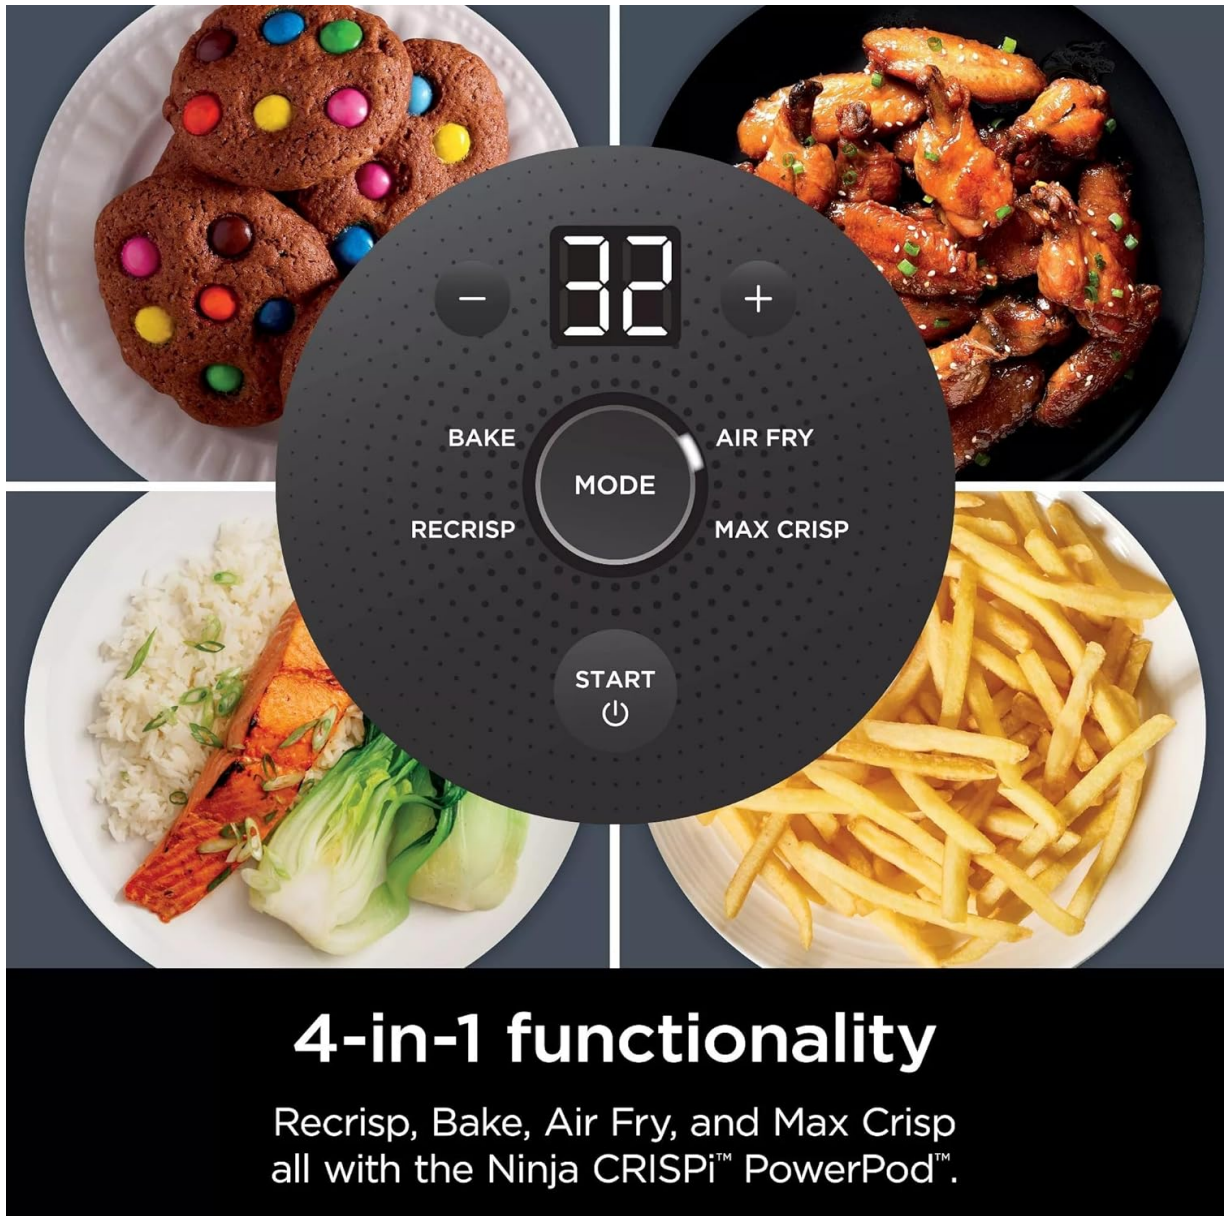 − 32 +
BAKE AIR FRY
MODE
RECRISP MAX CRISP
START
4-in-1 functionality
Recrisp, Bake, Air Fry, and Max Crisp
all with the Ninja CRISPi™ PowerPod™.